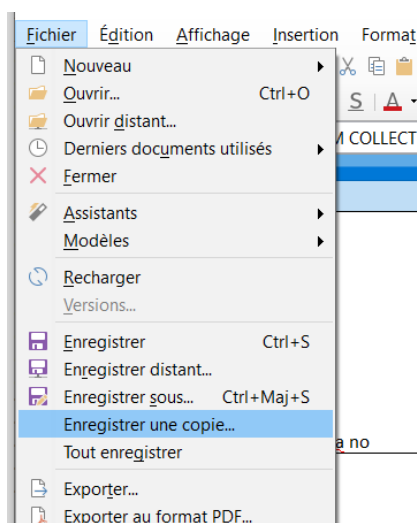 Fichier Édition Affichage Insertion Format
Nouveau
Ouvrir... Ctrl+O
S A
Ouvrir distant...
M COLLECT
Derniers documents utilisés
Fermer
Assistants
Modèles
Recharger
Versions...
Enregistrer Ctrl+S
Enregistrer distant...
Enregistrer sous... Ctrl+Maj+S
Enregistrer une copie...
a no
Tout enregistrer
Exporter...
Exporter au format PDF...